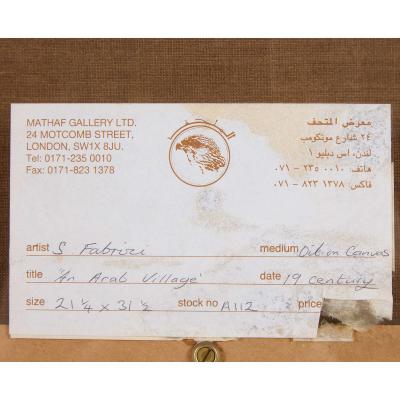 MATHAF GALLERY LTD.
24 MOTCOMB STREET,
LONDON, SW1X 8JU.
Tel: 0171-235 0010
Fax: 0171-823 1378
معرض المتحف
٢٤ شارع موتكومب
لندن، اس دبليو ١
هاتف: ٠٠١٠ ٢٣٥ - ٠٧١
فاكس: ١٣٧٨ ٨٢٣ - ٠٧١
artist S Fabrizi medium Oil on Canvas
title 'An Arab Village' date 19 Century
size 21 1/4 x 31 1/2 stock no A112 price